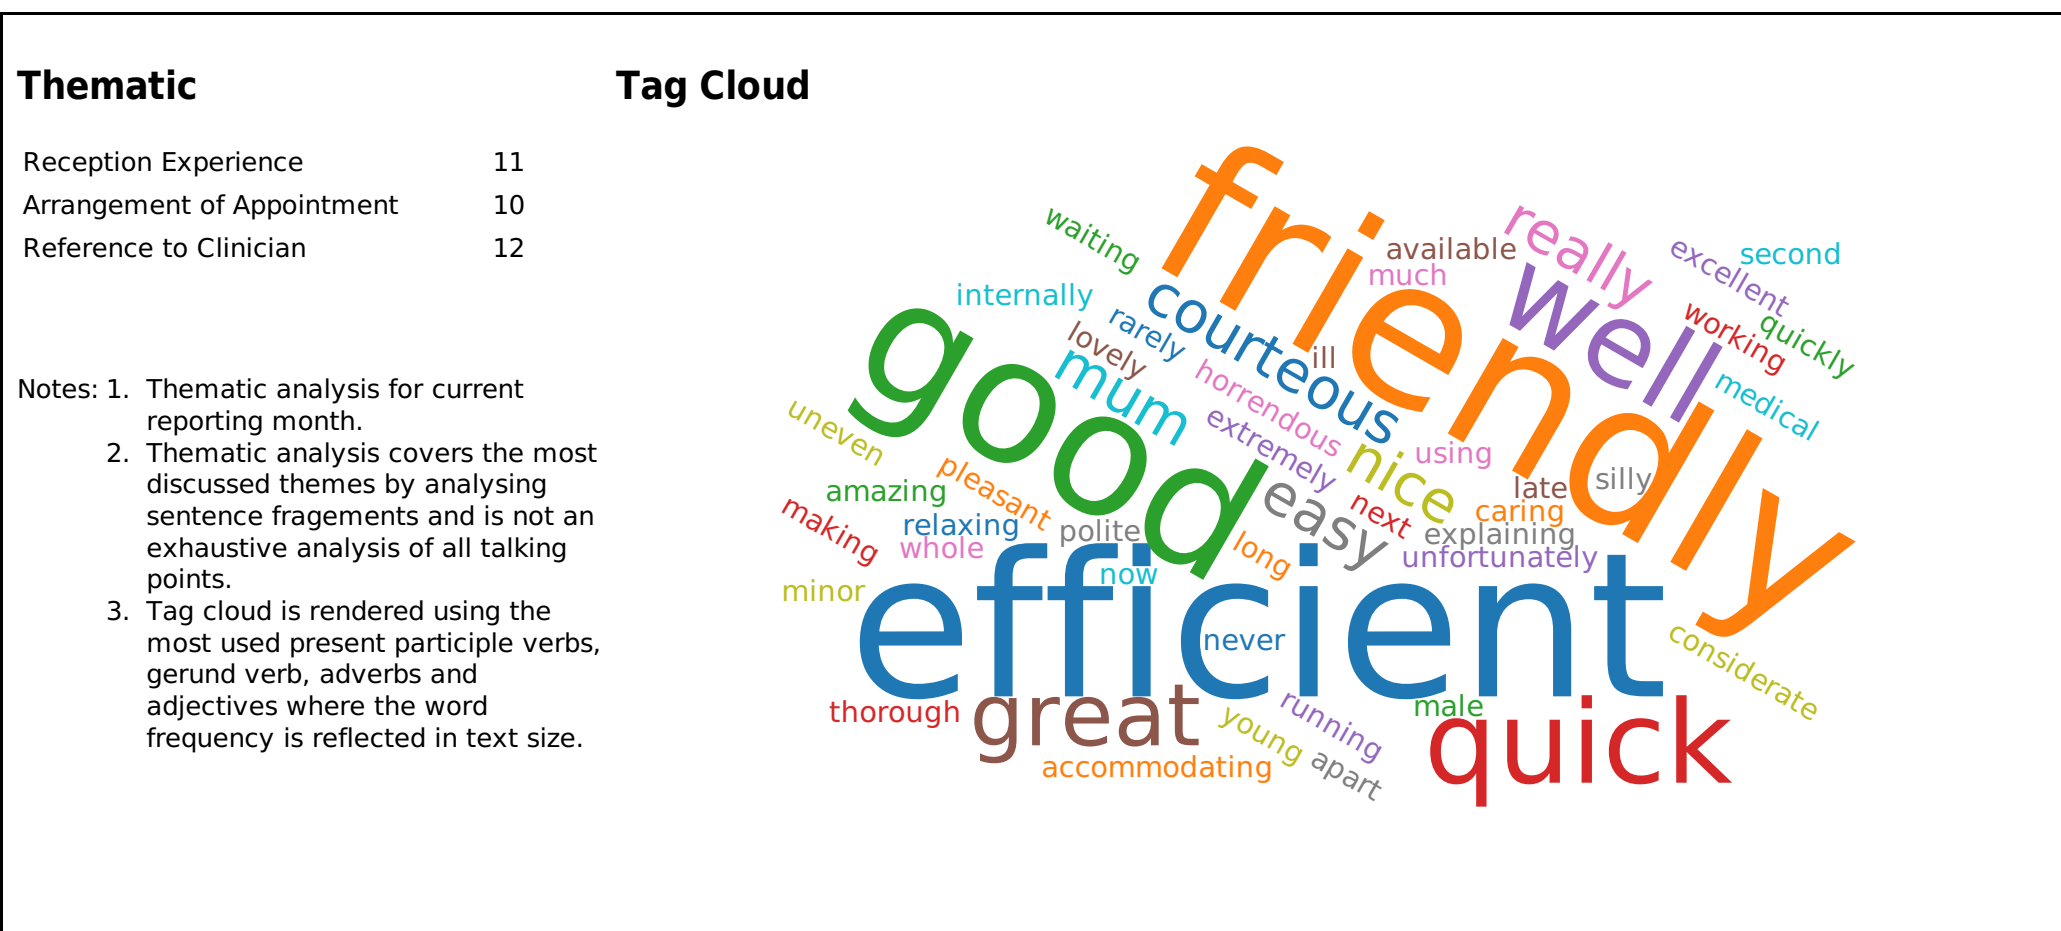 Thematic
Reception Experience 11
Arrangement of Appointment 10
Reference to Clinician 12
Notes: 1. Thematic analysis for current
reporting month.
2. Thematic analysis covers the most
discussed themes by analysing
sentence fragements and is not an
exhaustive analysis of all talking
points.
3. Tag cloud is rendered using the
most used present participle verbs,
gerund verb, adverbs and
adjectives where the word
frequency is reflected in text size.
Tag Cloud
friendly
waiting
really
available
excellent
second
much
well
internally
courteous
rarely
working
quickly
good
lovely
ill
mum
horrendous
medical
uneven
extremely
nice
using
pleasant
amazing
easy
late
silly
making
next
caring
relaxing
polite
explaining
whole
long
unfortunately
now
minor
efficient
never
considerate
thorough
great
running
male
young
quick
accommodating
apart